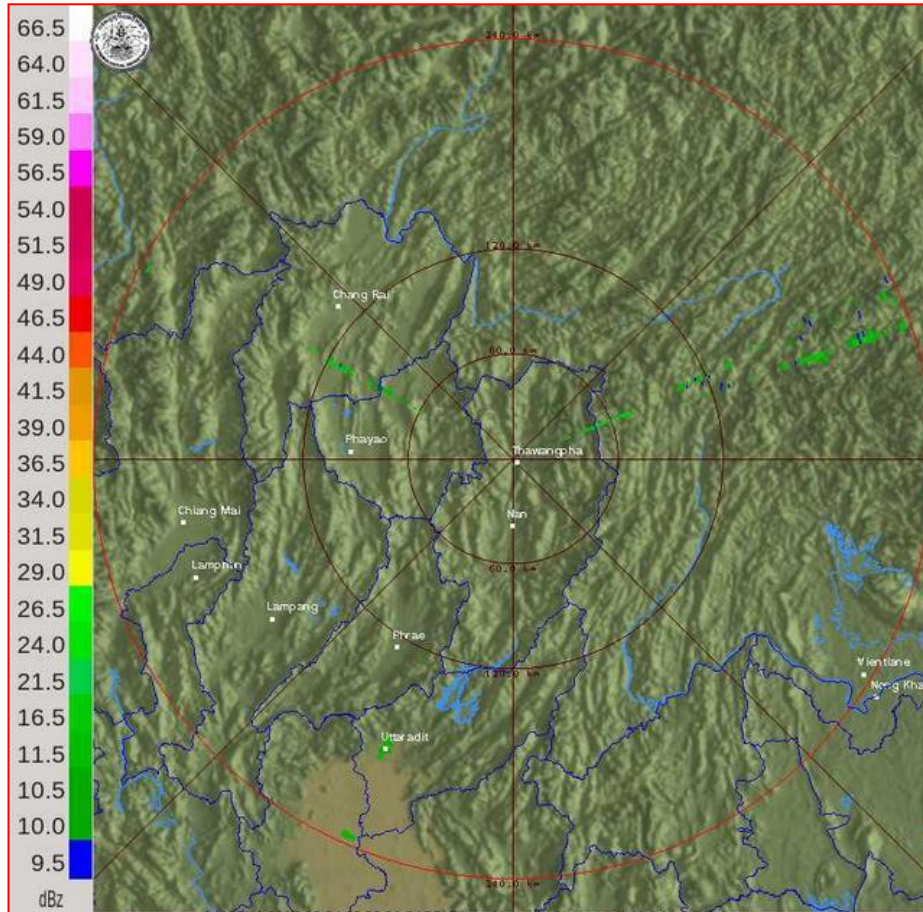 66.5
64.0
61.5
59.0
56.5
54.0
51.5
49.0
46.5
44.0
41.5
39.0
36.5
34.0
31.5
29.0
26.5
24.0
21.5
16.5
11.5
10.5
10.0
9.5
dBz
240.0 km
120.0 km
Chang Rai
60.0 km
Phayao
Thawangpha
Chiang Mai
Nan
60.0 km
Lamphun
Lampang
Phrae
Vientiane
120.0 km
Nong Kha
Uttaradit
240.0 km